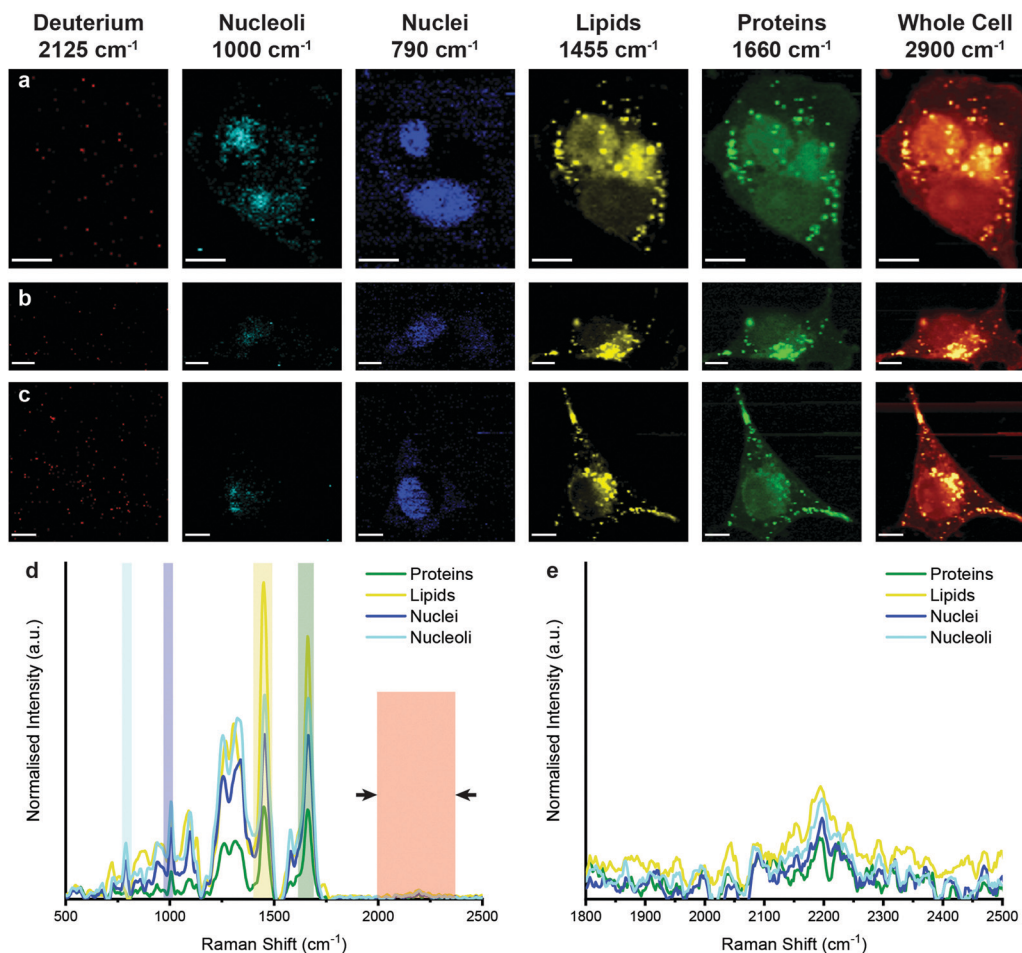 Deuterium
2125 cm⁻¹
Nucleoli
1000 cm⁻¹
Nuclei
790 cm⁻¹
Lipids
1455 cm⁻¹
Proteins
1660 cm⁻¹
Whole Cell
2900 cm⁻¹
a
b
c
d
Proteins
Lipids
Nuclei
Nucleoli
Normalised Intensity (a.u.)
500 1000 1500 2000 2500
Raman Shift (cm⁻¹)
e
Proteins
Lipids
Nuclei
Nucleoli
Normalised Intensity (a.u.)
1800 1900 2000 2100 2200 2300 2400 2500
Raman Shift (cm⁻¹)